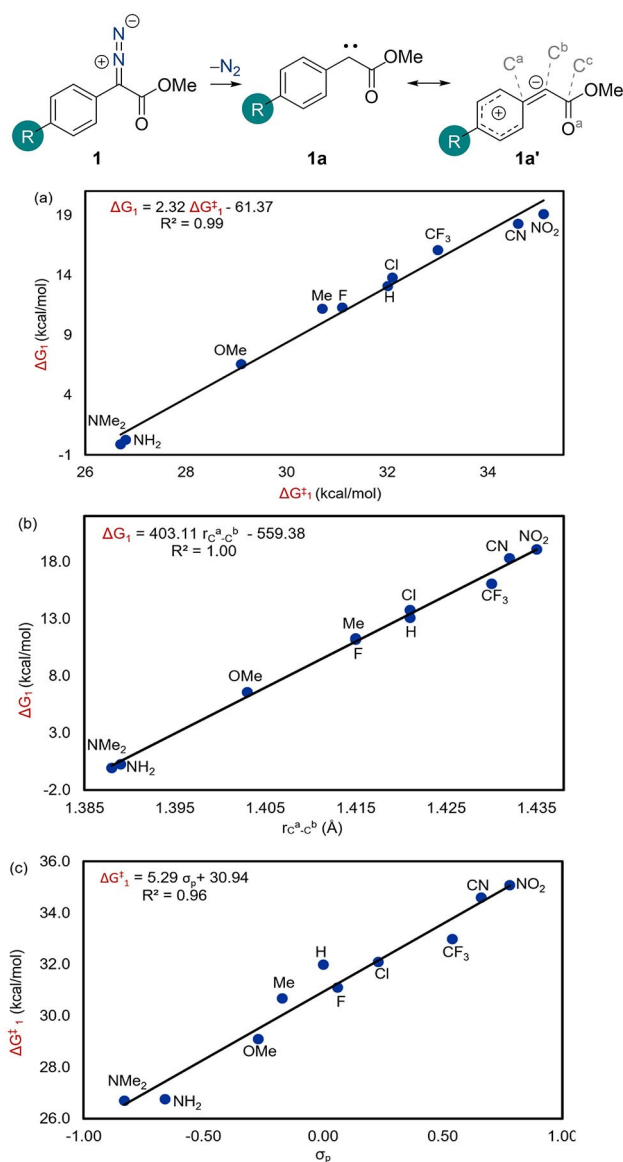 N⊖
N⊕
R
OMe
O
1
–N₂
R
OMe
O
1a
Cᵃ
Cᵇ
Cᶜ
⊖
⊕
R
OMe
Oᵃ
1a'
(a)
ΔG₁ = 2.32 ΔG‡₁ - 61.37
R² = 0.99
19
14
9
4
-1
ΔG₁ (kcal/mol)
NMe₂
NH₂
OMe
Me
F
Cl
H
CF₃
CN
NO₂
26
28
30
32
34
ΔG‡₁ (kcal/mol)
(b)
ΔG₁ = 403.11 r_Cᵃ-Cᵇ - 559.38
R² = 1.00
18.0
13.0
8.0
3.0
-2.0
ΔG₁ (kcal/mol)
NMe₂
NH₂
OMe
Me
F
Cl
H
CF₃
CN
NO₂
1.385
1.395
1.405
1.415
1.425
1.435
r_Cᵃ-Cᵇ (Å)
(c)
ΔG‡₁ = 5.29 σₚ+ 30.94
R² = 0.96
36.0
34.0
32.0
30.0
28.0
26.0
ΔG‡₁ (kcal/mol)
NMe₂
NH₂
OMe
Me
H
F
Cl
CF₃
CN
NO₂
-1.00
-0.50
0.00
0.50
1.00
σₚ